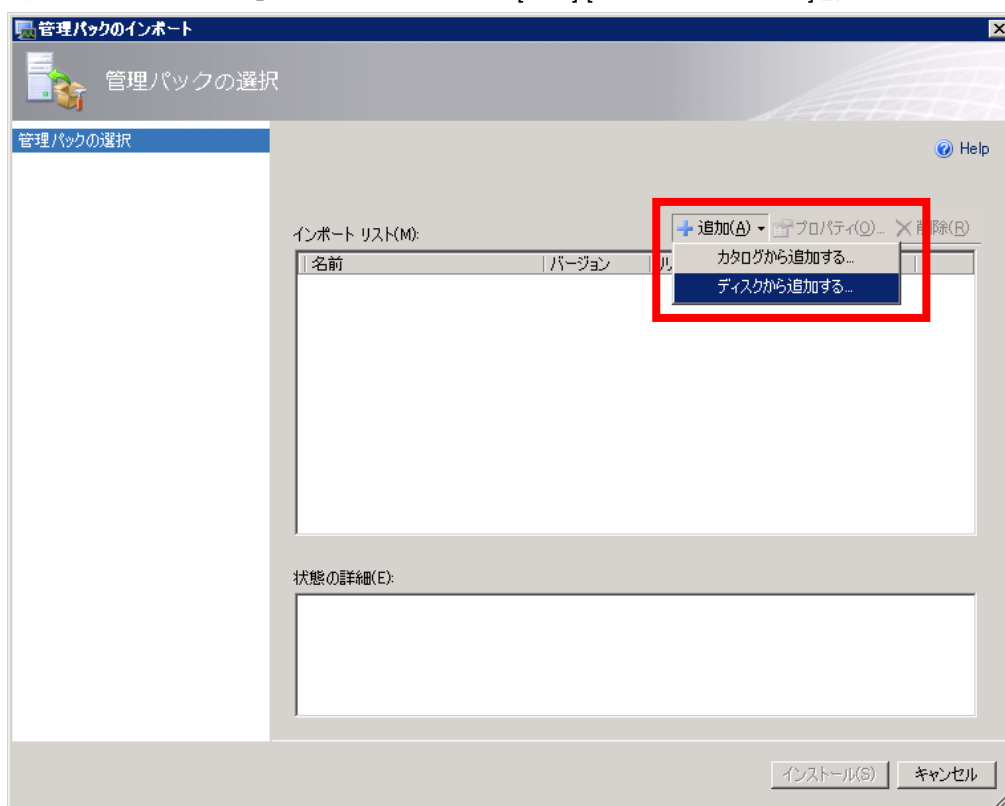 管理パックのインポート
管理パックの選択
管理パックの選択
Help
インポート リスト(M):
追加(A) プロパティ(O)... 削除(R)
名前 バージョン
カタログから追加する...
ディスクから追加する...
状態の詳細(E):
インストール(S) キャンセル